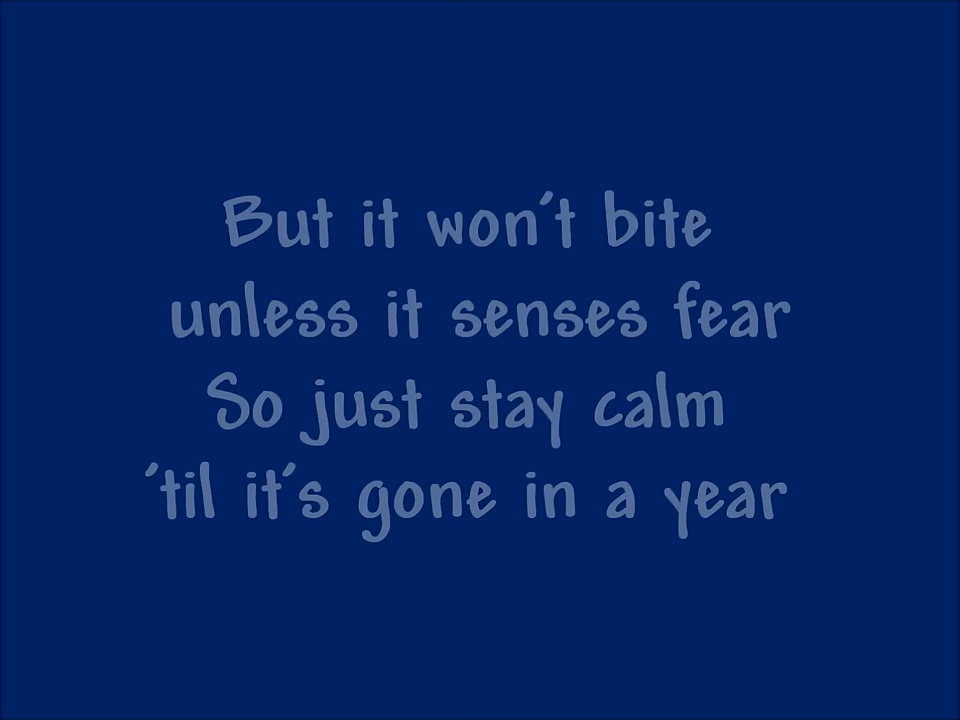 But it won't bite
unless it senses fear
So just stay calm
'til it's gone in a year